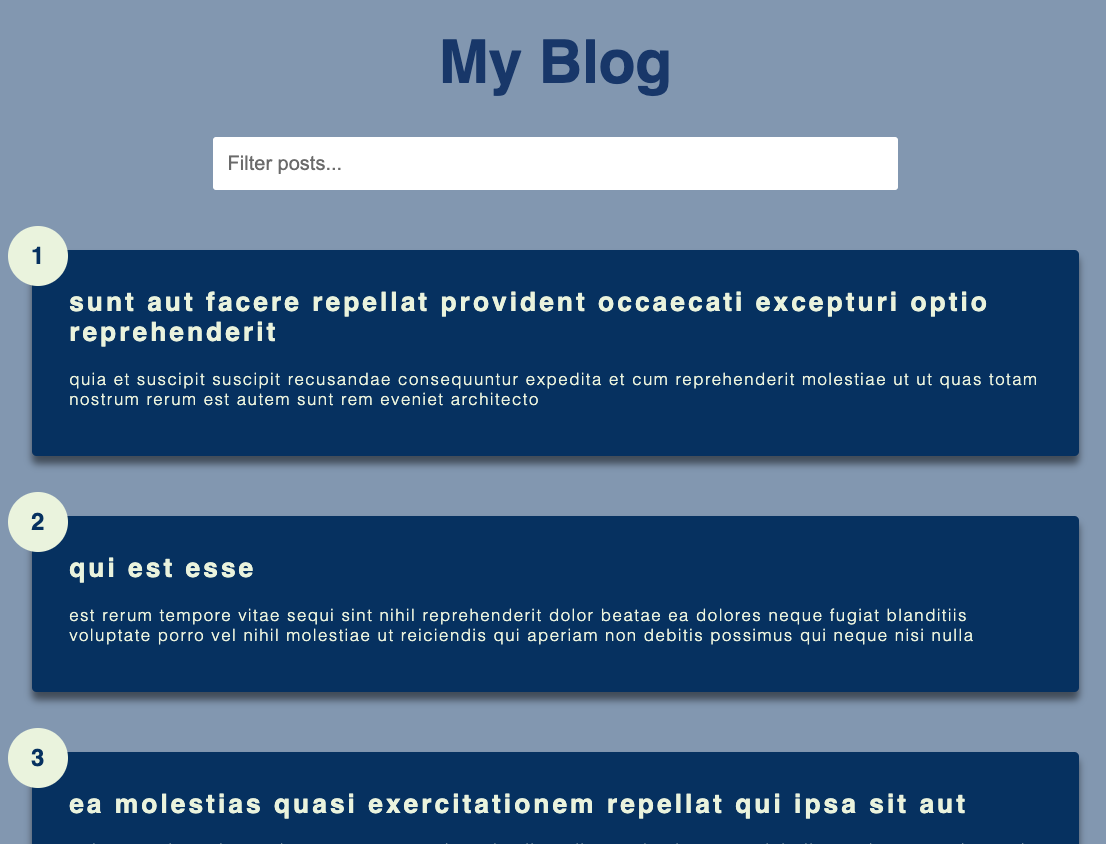 My Blog
Filter posts...
1
sunt aut facere repellat provident occaecati excepturi optio
reprehenderit
quia et suscipit suscipit recusandae consequuntur expedita et cum reprehenderit molestiae ut ut quas totam
nostrum rerum est autem sunt rem eveniet architecto
2
qui est esse
est rerum tempore vitae sequi sint nihil reprehenderit dolor beatae ea dolores neque fugiat blanditiis
voluptate porro vel nihil molestiae ut reiciendis qui aperiam non debitis possimus qui neque nisi nulla
3
ea molestias quasi exercitationem repellat qui ipsa sit aut